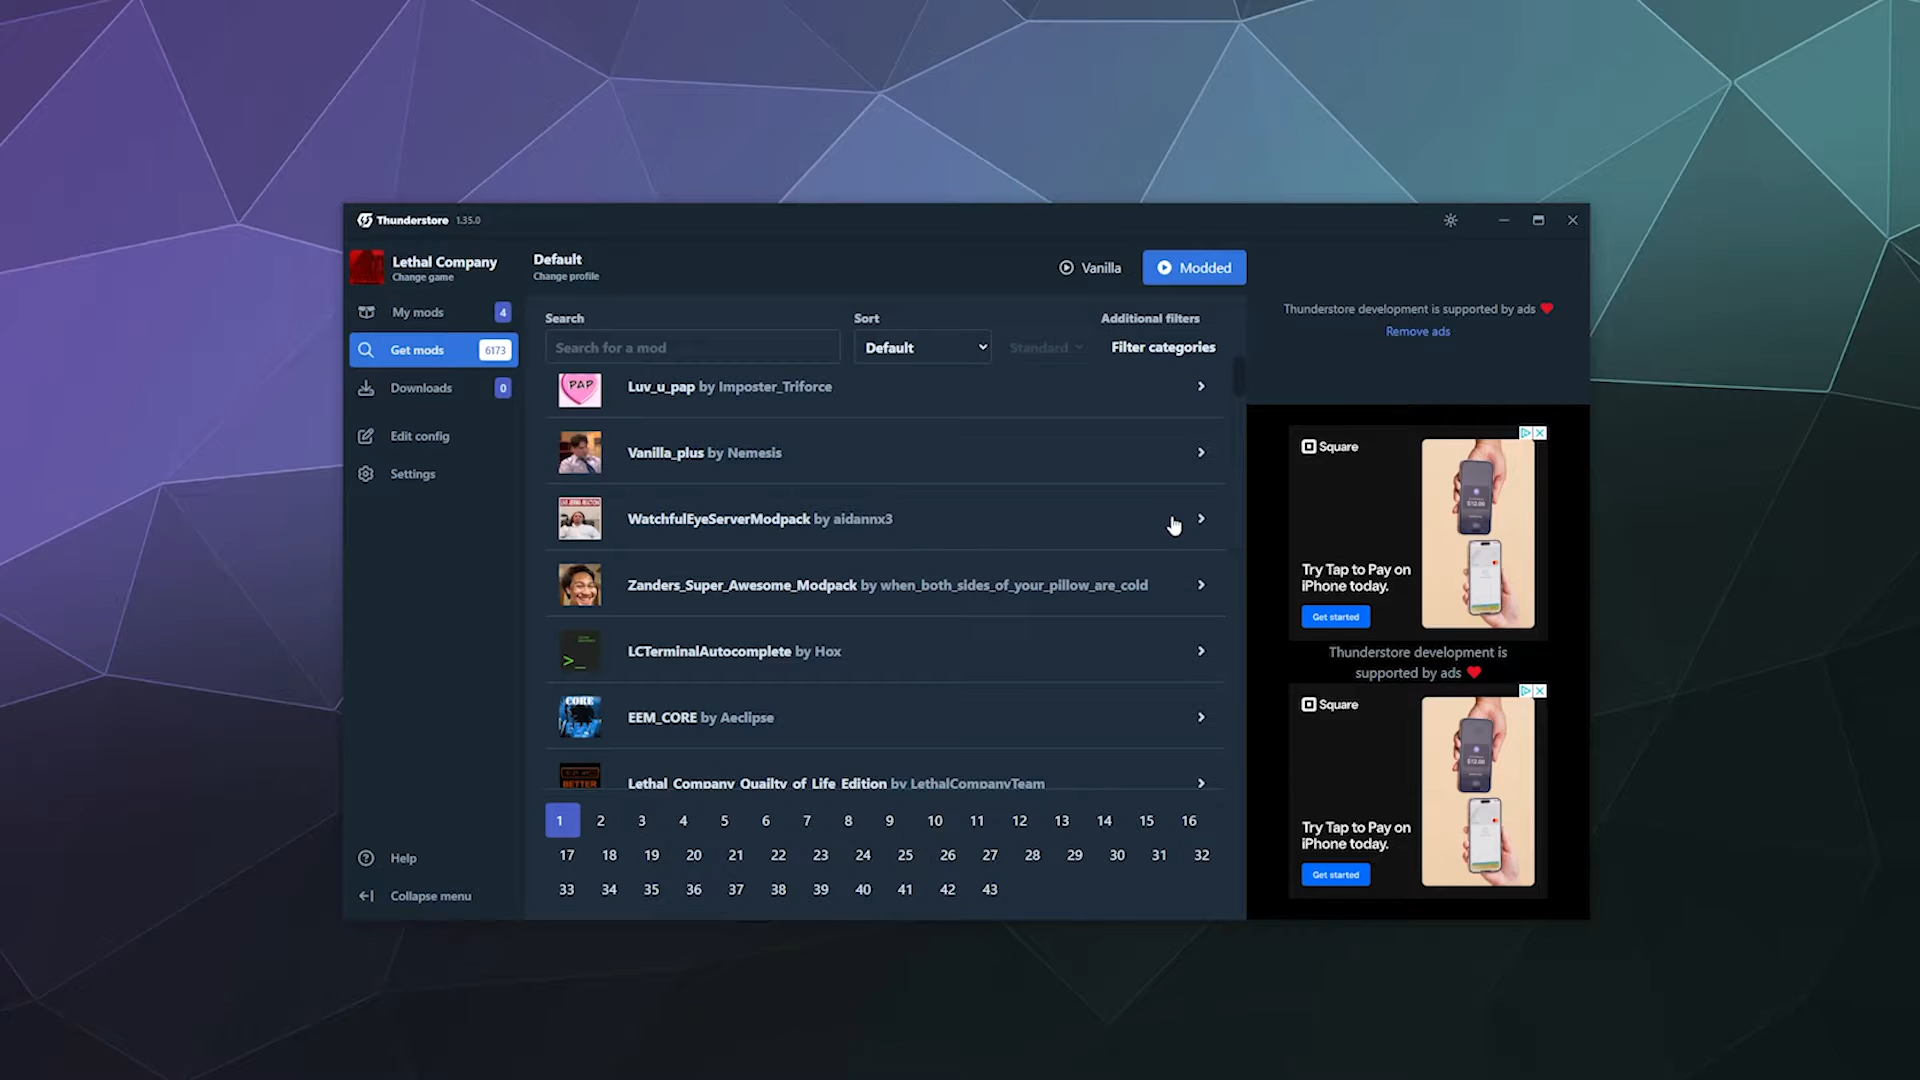 Thunderstore 1.35.0
Lethal Company
Change game
Default
Change profile
Vanilla
Modded
My mods 4
Get mods 6173
Downloads 0
Edit config
Settings
Help
Collapse menu
Search
Search for a mod
Sort
Default
Standard
Additional filters
Filter categories
PAP
Luv_u_pap by Imposter_Triforce
Vanilla_plus by Nemesis
WatchfulEyeServerModpack by aidannx3
Zanders_Super_Awesome_Modpack by when_both_sides_of_your_pillow_are_cold
>_
LCTerminalAutocomplete by Hox
CORE
EEM_CORE by Aeclipse
BETTER
Lethal_Company_Quailty_of_Life_Edition by LethalCompanyTeam
1 2 3 4 5 6 7 8 9 10 11 12 13 14 15 16
17 18 19 20 21 22 23 24 25 26 27 28 29 30 31 32
33 34 35 36 37 38 39 40 41 42 43
Thunderstore development is supported by ads
Remove ads
Square
Try Tap to Pay on
iPhone today.
Get started
Thunderstore development is
supported by ads
Square
Try Tap to Pay on
iPhone today.
Get started